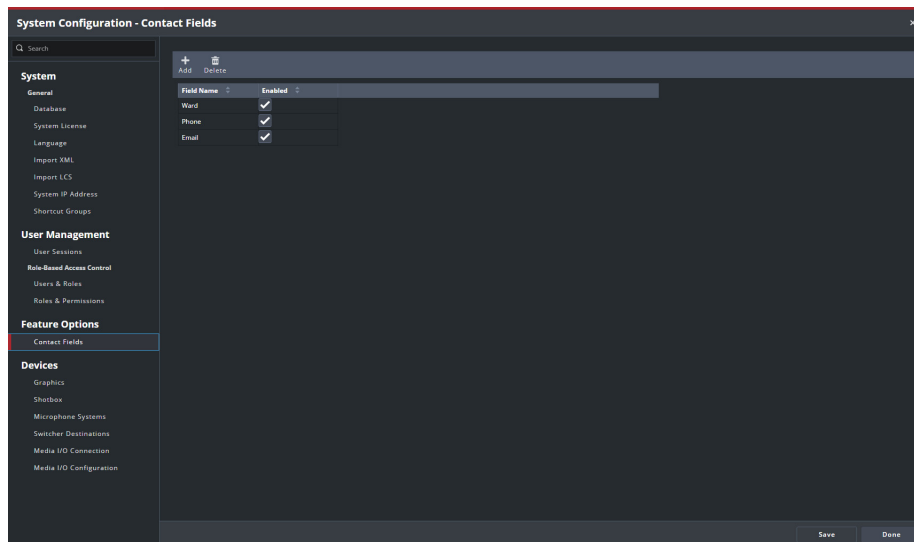 System Configuration - Contact Fields
Search
System
General
Database
System License
Language
Import XML
Import LCS
System IP Address
Shortcut Groups
User Management
User Sessions
Role-Based Access Control
Users & Roles
Roles & Permissions
Feature Options
Contact Fields
Devices
Graphics
Shotbox
Microphone Systems
Switcher Destinations
Media I/O Connection
Media I/O Configuration
Add Delete
Field Name Enabled
Ward
Phone
Email
Save Done